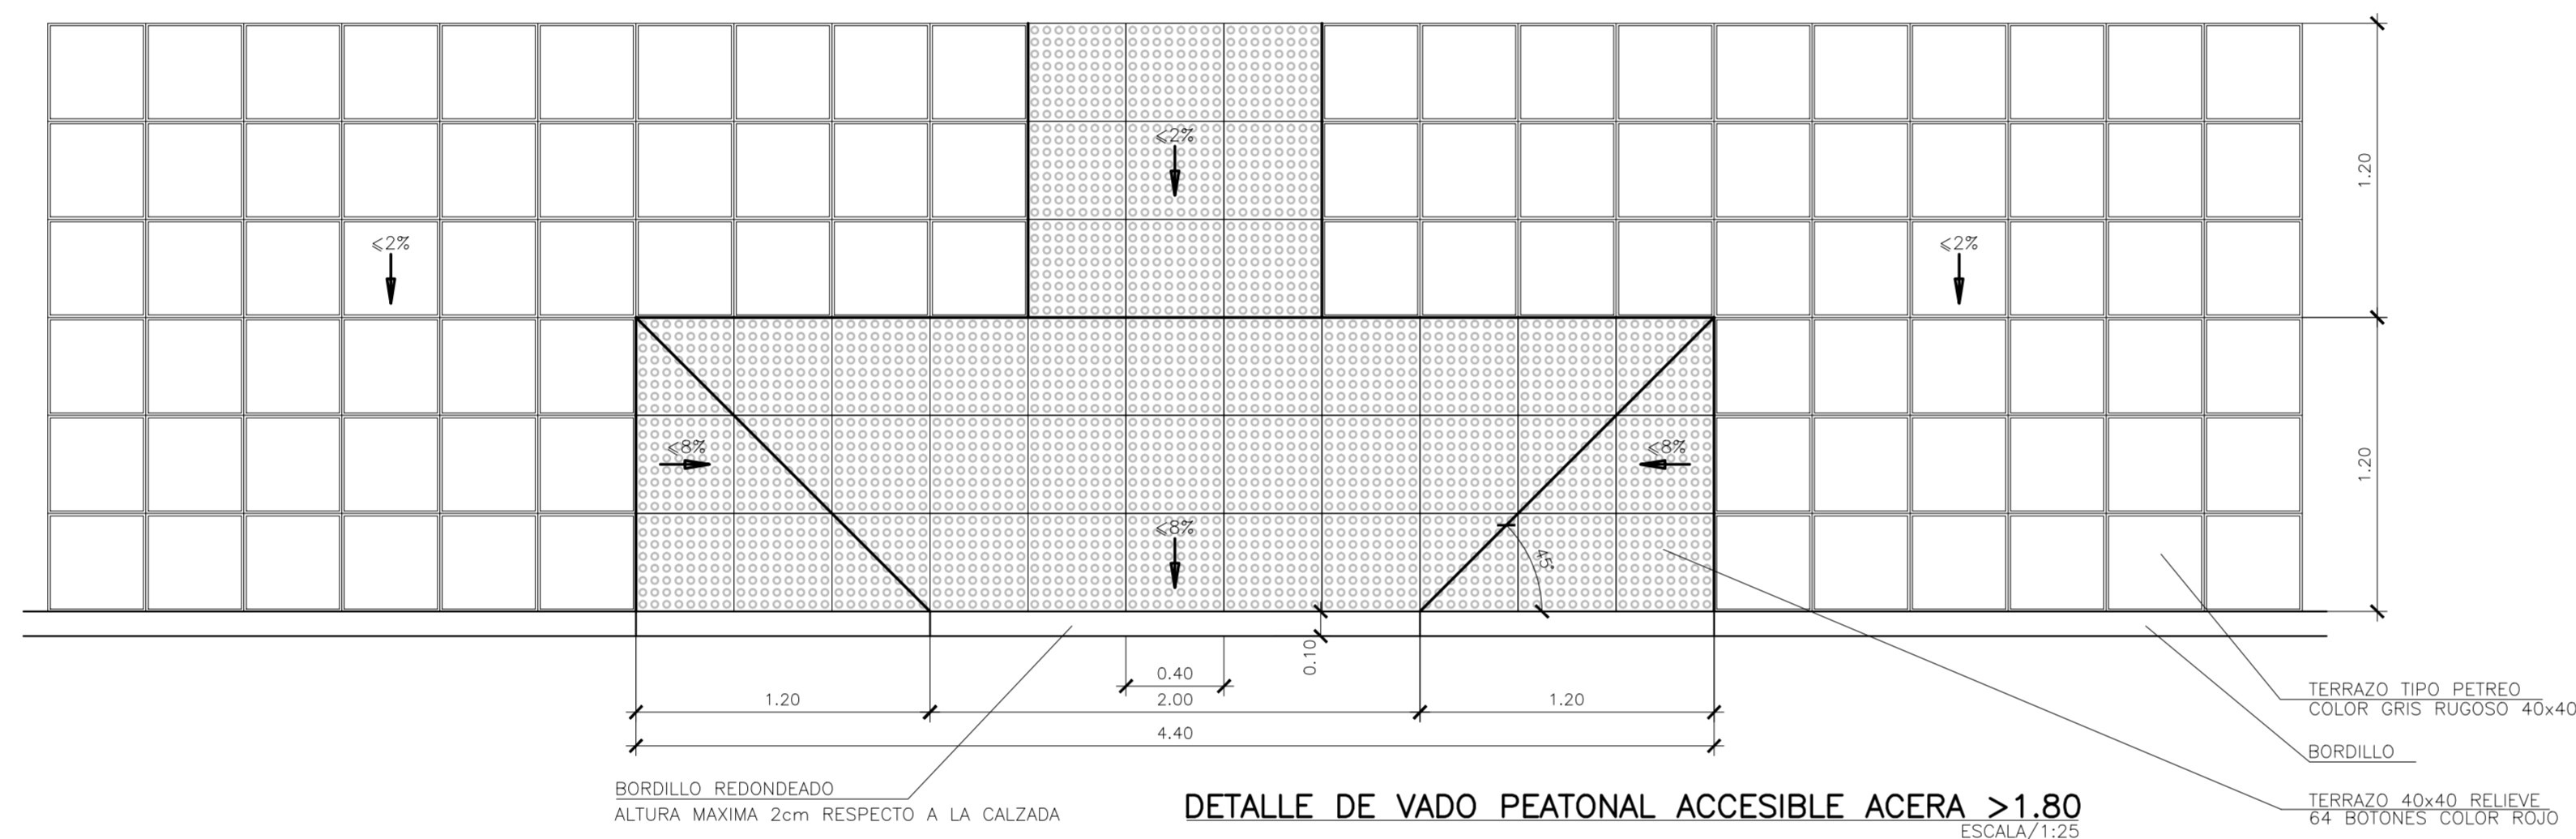 ≤2%
1.20
≤2%
≤2%
≤8%
≤8%
1.20
≤8%
45°
0.10
0.40
1.20
2.00
1.20
4.40
TERRAZO TIPO PETREO
COLOR GRIS RUGOSO 40x40
BORDILLO
BORDILLO REDONDEADO
ALTURA MAXIMA 2cm RESPECTO A LA CALZADA
DETALLE DE VADO PEATONAL ACCESIBLE ACERA >1.80
ESCALA/1:25
TERRAZO 40x40 RELIEVE
64 BOTONES COLOR ROJO